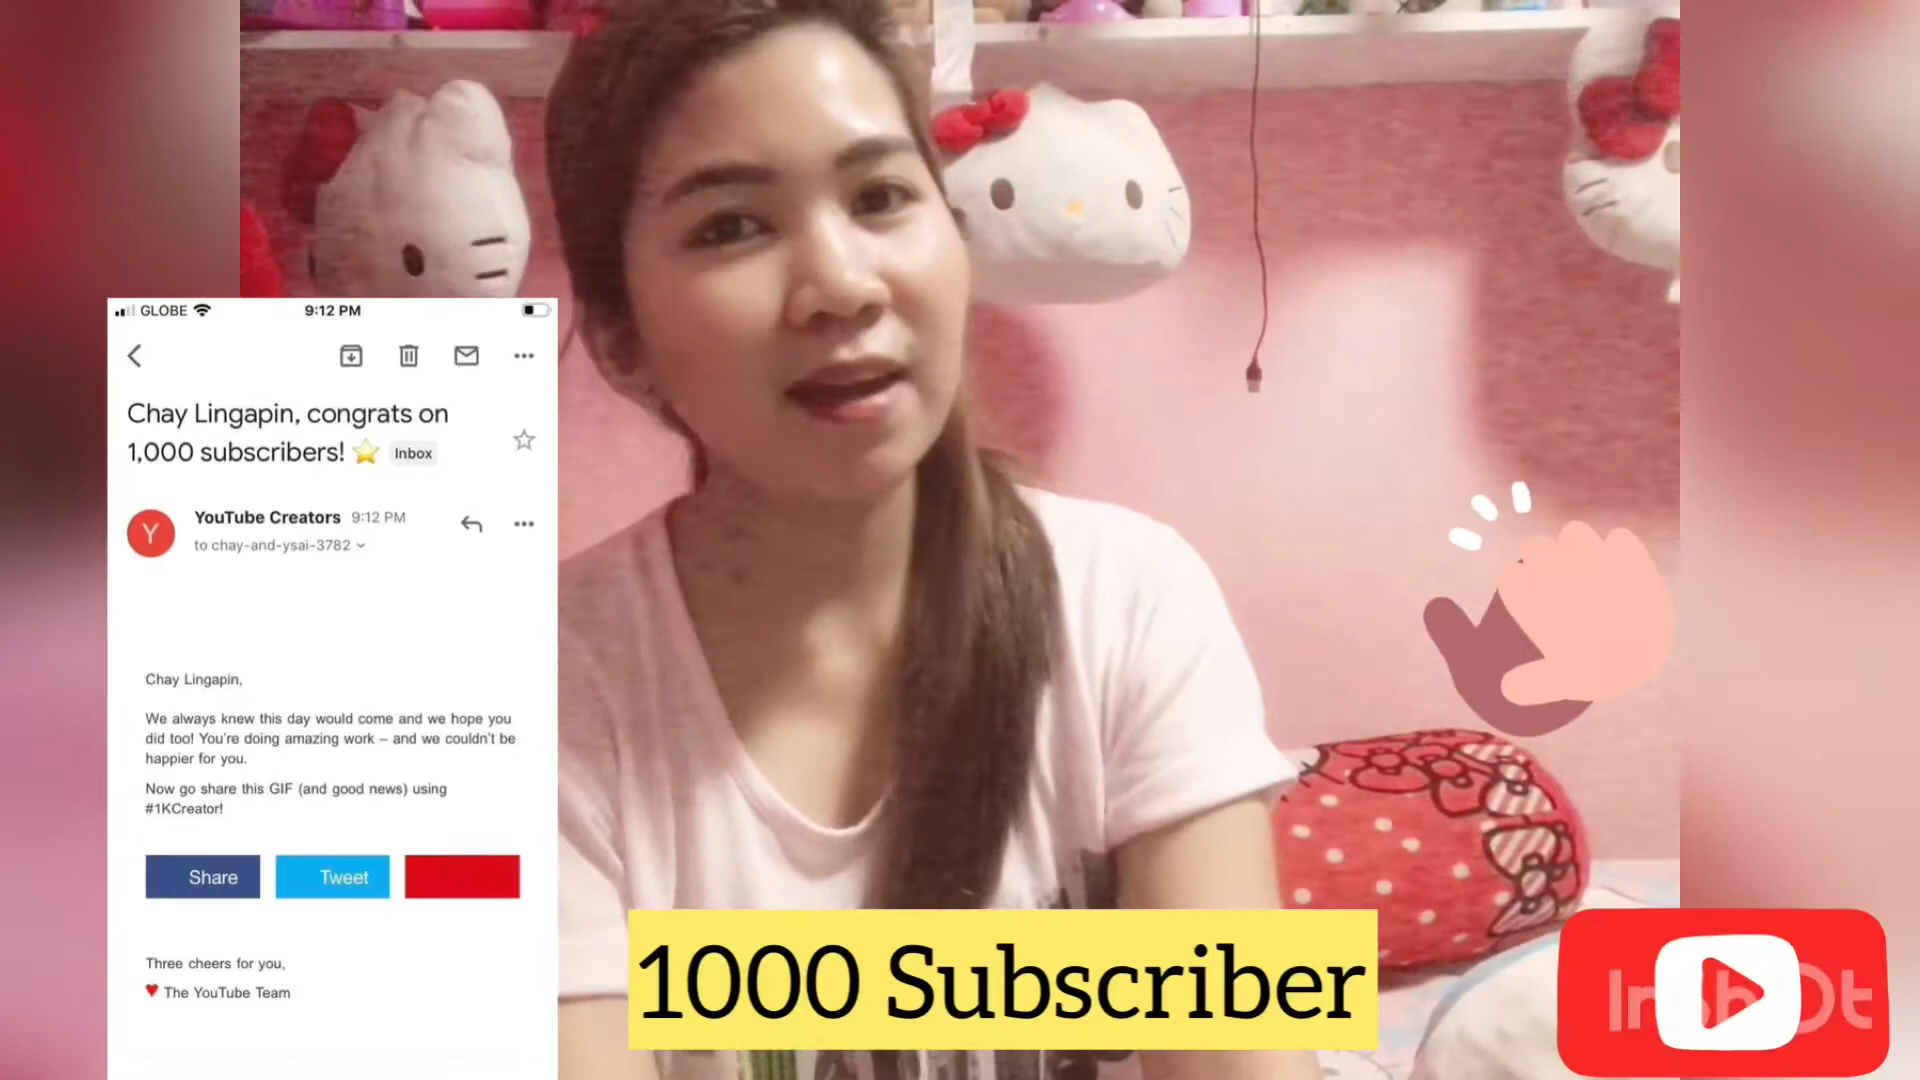 GLOBE 9:12 PM
Chay Lingapin, congrats on
1,000 subscribers! ⭐ Inbox
Y
YouTube Creators 9:12 PM
to chay-and-ysai-3782
Chay Lingapin,
We always knew this day would come and we hope you
did too! You're doing amazing work – and we couldn't be
happier for you.
Now go share this GIF (and good news) using
#1KCreator!
Share Tweet
Three cheers for you,
♥ The YouTube Team
1000 Subscriber
InShOt